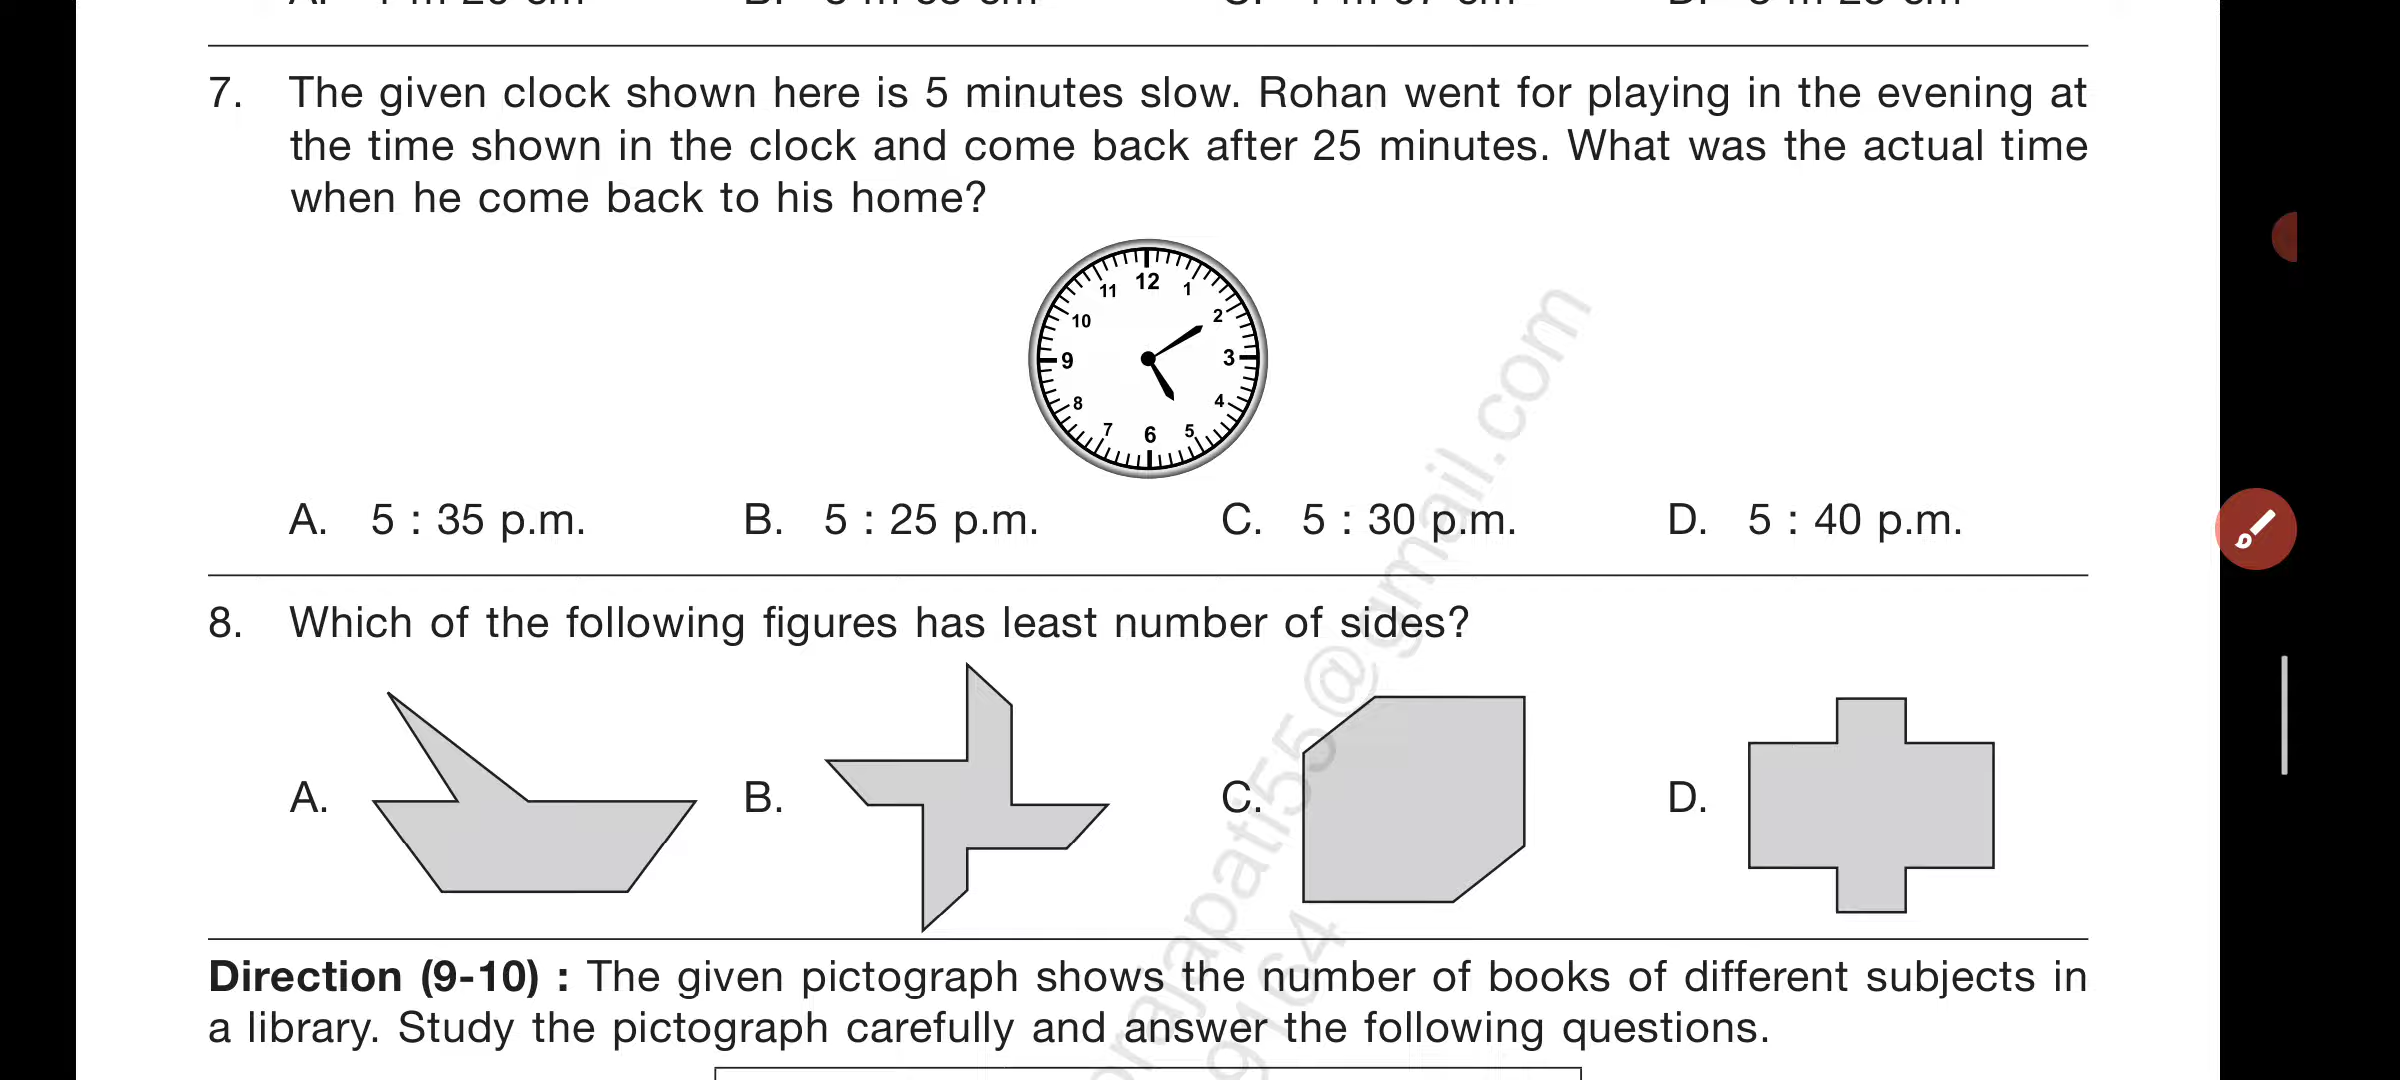 7. The given clock shown here is 5 minutes slow. Rohan went for playing in the evening at
the time shown in the clock and come back after 25 minutes. What was the actual time
when he come back to his home?
12
11 1
10 2
9 3
8 4
7 6 5
A. 5 : 35 p.m. B. 5 : 25 p.m. C. 5 : 30 p.m. D. 5 : 40 p.m.
8. Which of the following figures has least number of sides?
A. B. C. D.
Direction (9-10) : The given pictograph shows the number of books of different subjects in
a library. Study the pictograph carefully and answer the following questions.
prajapati55@gmail.com
9164